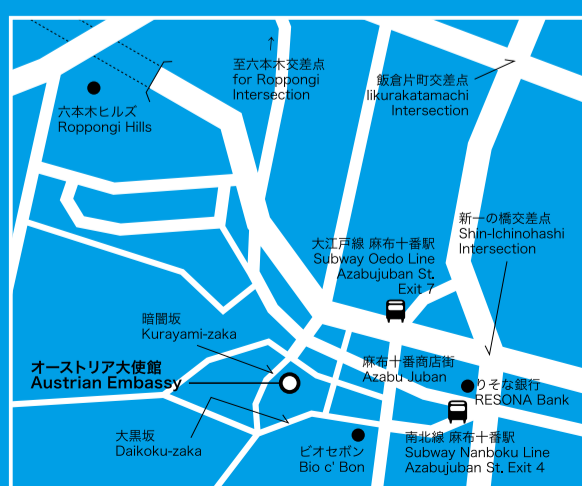 至六本木交差点
for Roppongi
Intersection
飯倉片町交差点
Iikurakatamachi
Intersection
六本木ヒルズ
Roppongi Hills
新一の橋交差点
Shin-Ichinohashi
Intersection
大江戸線 麻布十番駅
Subway Oedo Line
Azabujuban St.
Exit 7
暗闇坂
Kurayami-zaka
オーストリア大使館
Austrian Embassy
麻布十番商店街
Azabu Juban
りそな銀行
RESONA Bank
大黒坂
Daikoku-zaka
ビオセボン
Bio c' Bon
南北線 麻布十番駅
Subway Nanboku Line
Azabujuban St. Exit 4